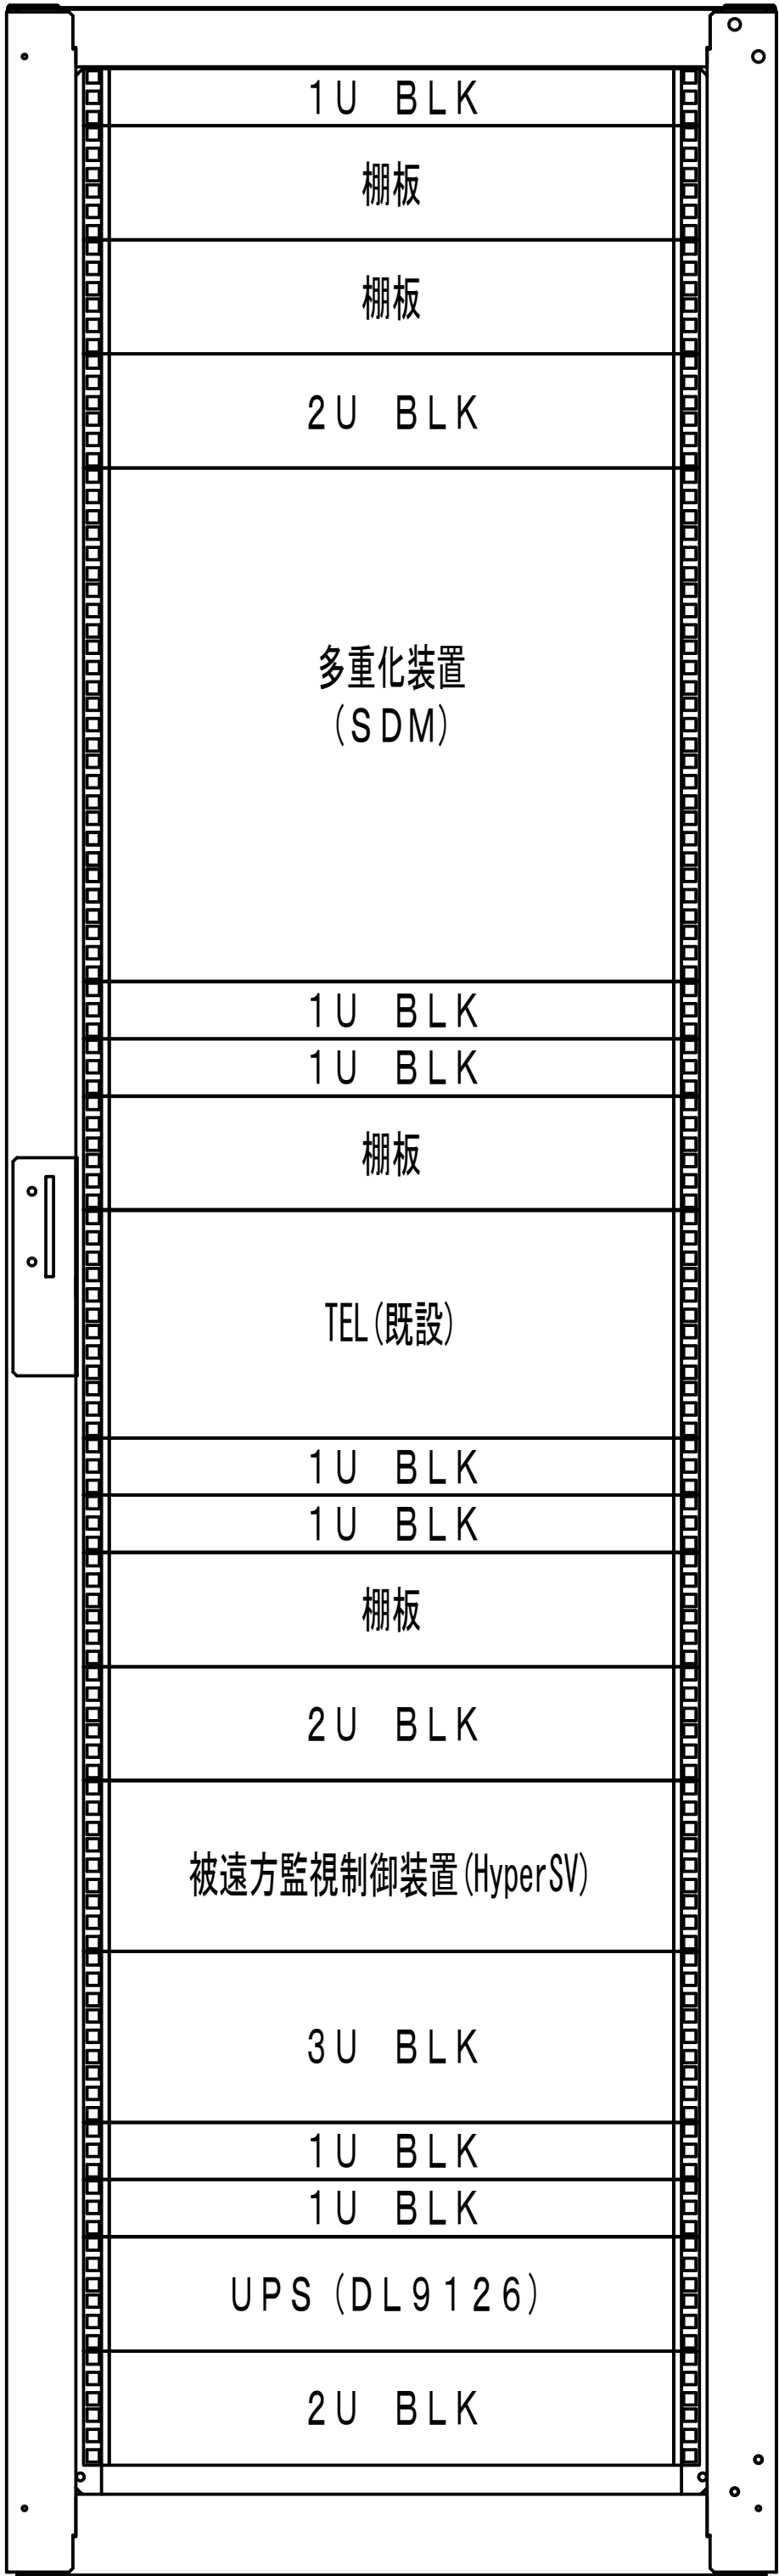 １Ｕ　ＢＬＫ
棚板
棚板
２Ｕ　ＢＬＫ
多重化装置
（ＳＤＭ）
１Ｕ　ＢＬＫ
１Ｕ　ＢＬＫ
棚板
TEL(既設)
１Ｕ　ＢＬＫ
１Ｕ　ＢＬＫ
棚板
２Ｕ　ＢＬＫ
被遠方監視制御装置(HyperSV)
３Ｕ　ＢＬＫ
１Ｕ　ＢＬＫ
１Ｕ　ＢＬＫ
ＵＰＳ（ＤＬ９１２６）
２Ｕ　ＢＬＫ